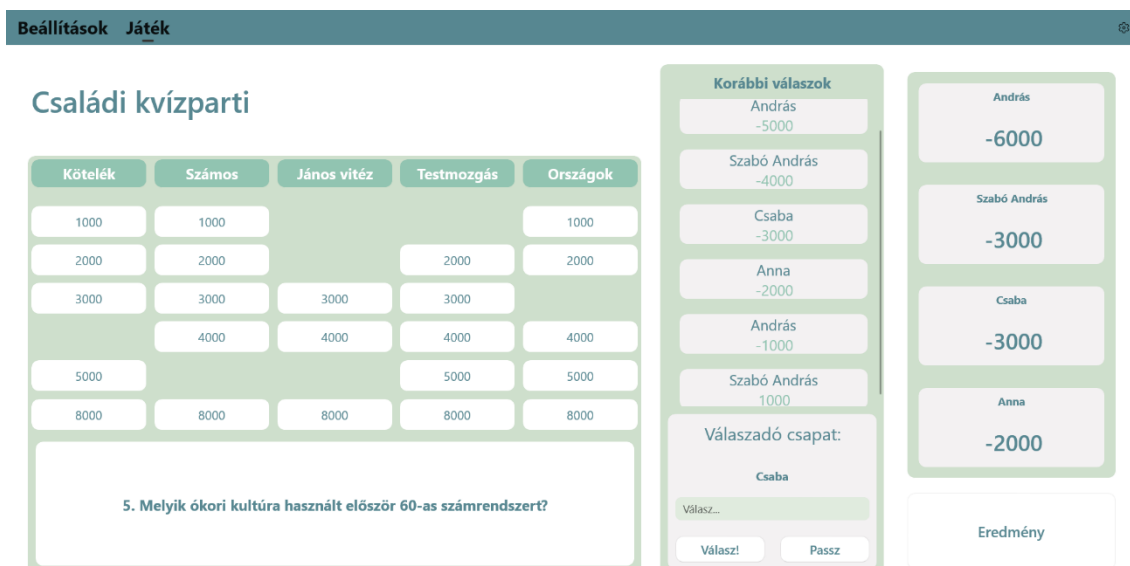 Beállítások Játék
Családi kvízparti
Kötelék Számos János vitéz Testmozgás Országok
1000 1000 1000
2000 2000 2000 2000
3000 3000 3000 3000
4000 4000 4000 4000
5000 5000 5000
8000 8000 8000 8000 8000
5. Melyik ókori kultúra használt először 60-as számrendszert?
Korábbi válaszok
András
-5000
Szabó András
-4000
Csaba
-3000
Anna
-2000
András
-1000
Szabó András
1000
Válaszadó csapat:
Csaba
Válasz...
Válasz! Passz
András
-6000
Szabó András
-3000
Csaba
-3000
Anna
-2000
Eredmény